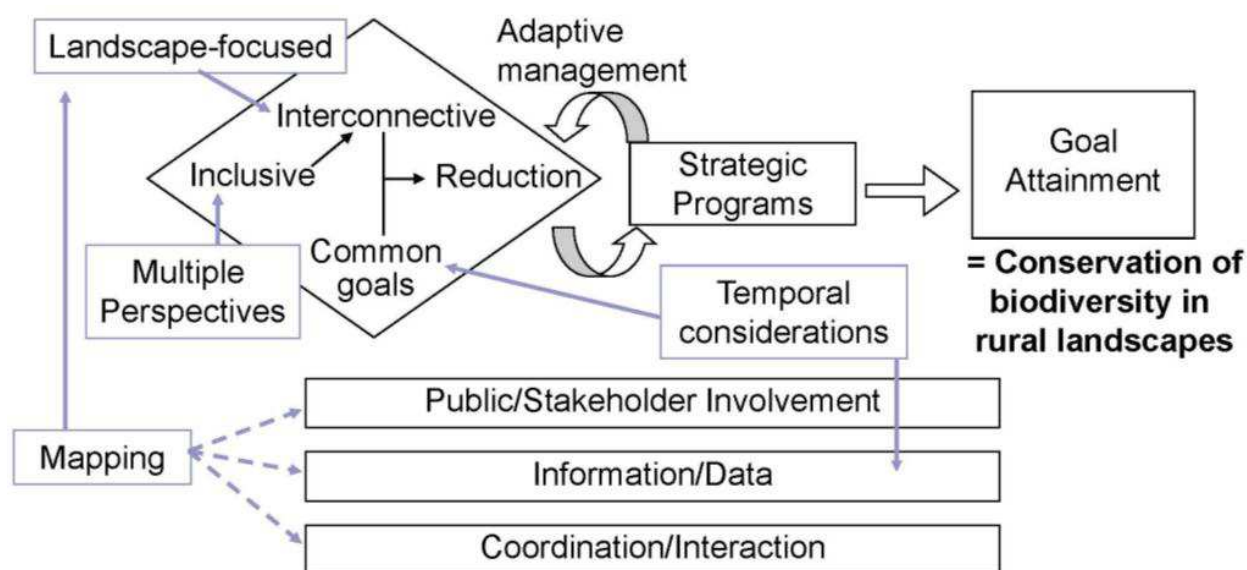 Landscape-focused
Adaptive
management
Interconnective
Inclusive
Reduction
Common
goals
Multiple
Perspectives
Strategic
Programs
Goal
Attainment
= Conservation of
biodiversity in
rural landscapes
Temporal
considerations
Mapping
Public/Stakeholder Involvement
Information/Data
Coordination/Interaction